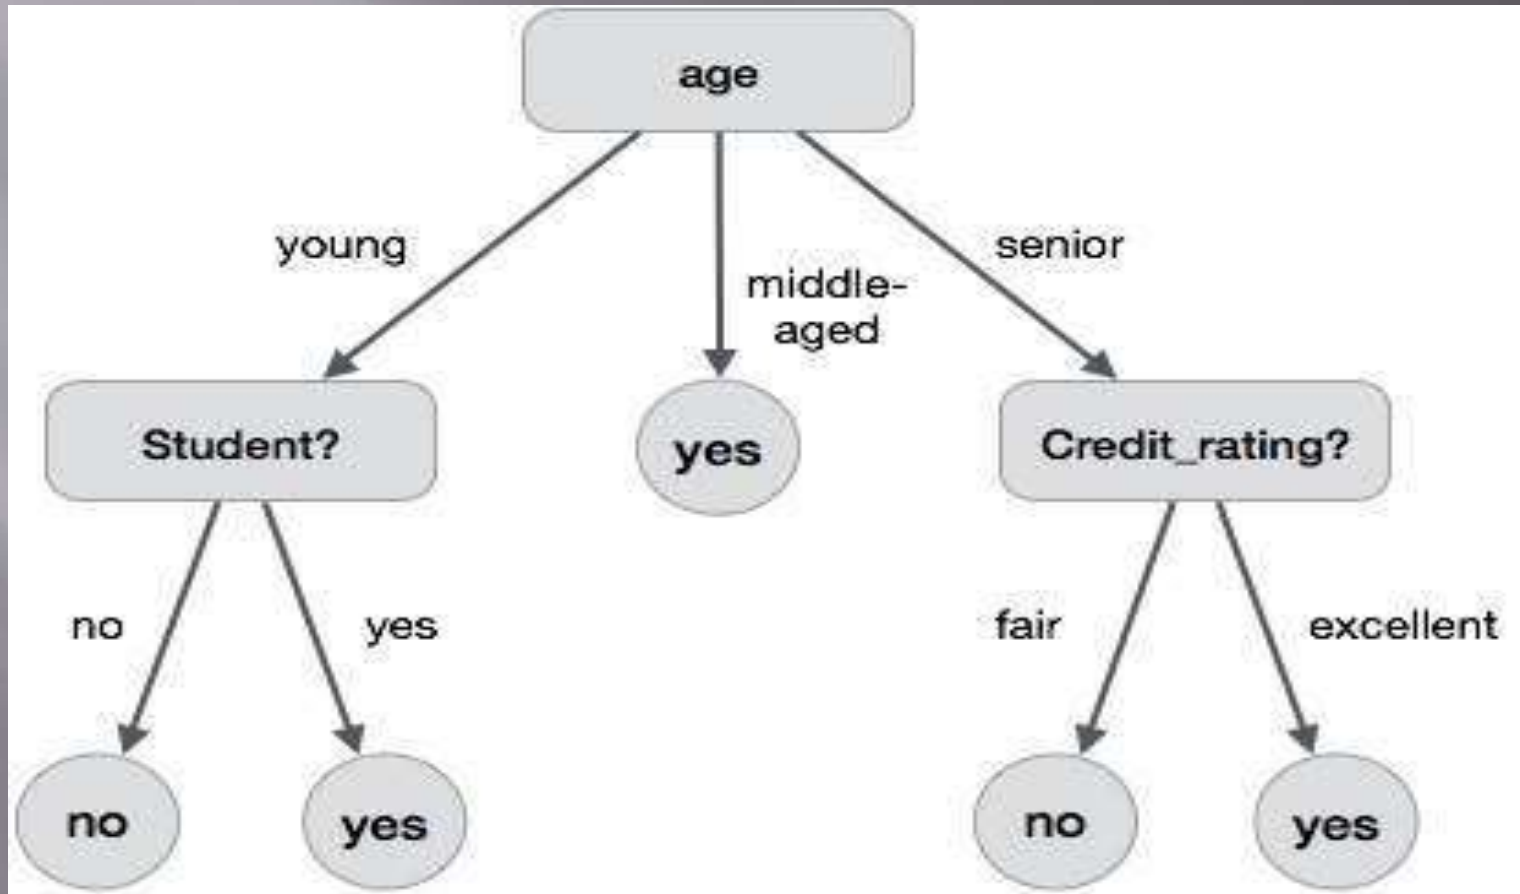 age
young
senior
middle-
aged
Student?
yes
Credit_rating?
no
yes
fair
excellent
no
yes
no
yes